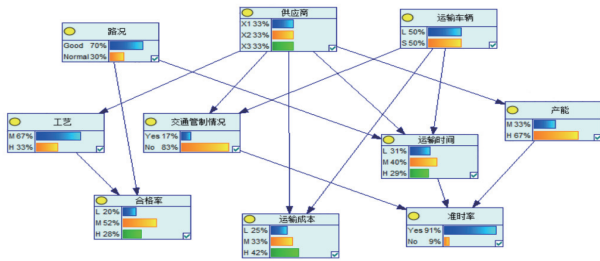 路况
Good 70%
Normal 30%
供应商
X1 33%
X2 33%
X3 33%
运输车辆
L 50%
S 50%
工艺
M 67%
H 33%
交通管制情况
Yes 17%
No 83%
运输时间
L 31%
M 40%
H 29%
产能
M 33%
H 67%
合格率
L 20%
M 52%
H 28%
运输成本
L 25%
M 33%
H 42%
准时率
Yes 91%
No 9%